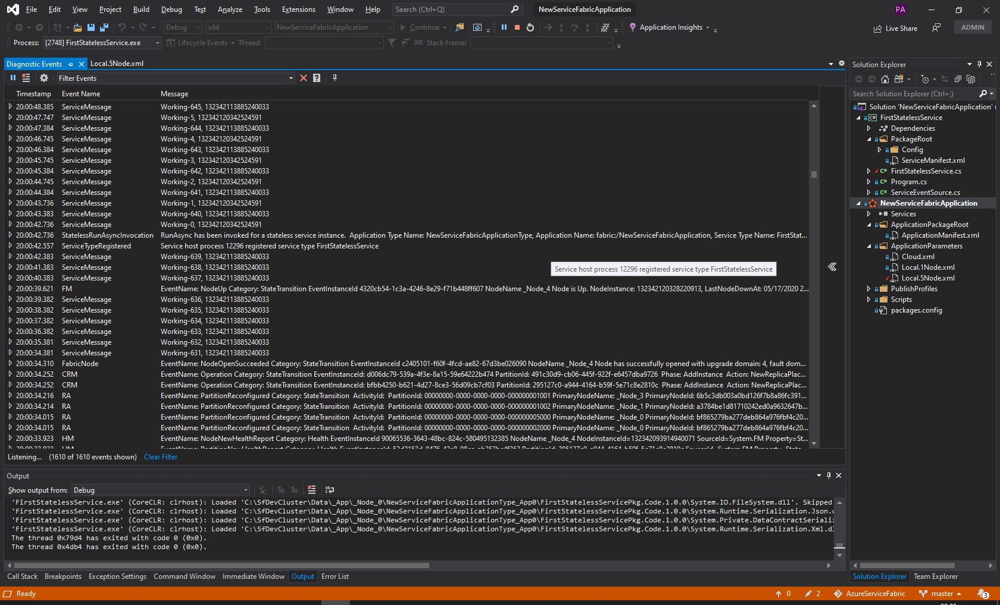 File Edit View Project Build Debug Test Analyze Tools Extensions Window Help Search (Ctrl+Q) NewServiceFabricApplication PA
Debug x64 NewServiceFabricApplication Continue Application Insights Live Share ADMIN
Process: [2748] FirstStatelessService.exe Lifecycle Events Thread: Stack Frame:
Diagnostic Events Local.5Node.xml
Filter Events
Timestamp Event Name Message
20:00:48.385 ServiceMessage Working-645, 132342113885240033
20:00:47.747 ServiceMessage Working-5, 132342120342524591
20:00:47.384 ServiceMessage Working-644, 132342113885240033
20:00:46.745 ServiceMessage Working-4, 132342120342524591
20:00:46.384 ServiceMessage Working-643, 132342113885240033
20:00:45.745 ServiceMessage Working-3, 132342120342524591
20:00:45.384 ServiceMessage Working-642, 132342113885240033
20:00:44.745 ServiceMessage Working-2, 132342120342524591
20:00:44.384 ServiceMessage Working-641, 132342113885240033
20:00:43.736 ServiceMessage Working-1, 132342120342524591
20:00:43.383 ServiceMessage Working-640, 132342113885240033
20:00:42.736 ServiceMessage Working-0, 132342120342524591
20:00:42.736 StatelessRunAsyncInvocation RunAsync has been invoked for a stateless service instance. Application Type Name: NewServiceFabricApplicationType, Application Name: fabric:/NewServiceFabricApplication, Service Type Name: FirstStat...
20:00:42.557 ServiceTypeRegistered Service host process 12296 registered service type FirstStatelessService
20:00:42.383 ServiceMessage Working-639, 132342113885240033
20:00:41.383 ServiceMessage Working-638, 132342113885240033
20:00:40.383 ServiceMessage Working-637, 132342113885240033
Service host process 12296 registered service type FirstStatelessService
20:00:39.621 FM EventName: NodeUp Category: StateTransition EventInstanceId 4320cb54-1c3a-4246-8e29-f71b448ff607 NodeName _Node_4 Node is Up. NodeInstance: 132342120328220913, LastNodeDownAt: 05/17/2020 2...
20:00:39.382 ServiceMessage Working-636, 132342113885240033
20:00:38.382 ServiceMessage Working-635, 132342113885240033
20:00:37.382 ServiceMessage Working-634, 132342113885240033
20:00:36.382 ServiceMessage Working-633, 132342113885240033
20:00:35.381 ServiceMessage Working-632, 132342113885240033
20:00:34.381 ServiceMessage Working-631, 132342113885240033
20:00:34.310 FabricNode EventName: NodeOpenSucceeded Category: StateTransition EventInstanceId c2405101-f60f-4fcd-ae82-67d3be026090 NodeName _Node_4 Node has successfully opened with upgrade domain: 4, fault dom...
20:00:34.252 CRM EventName: Operation Category: StateTransition EventInstanceId: d006dc79-539a-4f3e-8a15-59e64222b474 PartitionId: 491c30d9-cb06-445f-922f-e6457dba9726 Phase: AddInstance Action: NewReplicaPlac...
20:00:34.252 CRM EventName: Operation Category: StateTransition EventInstanceId: bfbb4250-b621-4d27-8ce3-56d09cb7cf03 PartitionId: 295127c0-a944-4164-b59f-5e71c8e2810c Phase: AddInstance Action: NewReplicaPlac...
20:00:34.216 RA EventName: PartitionReconfigured Category: StateTransition ActivityId: PartitionId: 00000000-0000-0000-0000-000000001001 PrimaryNodeName: _Node_3 PrimaryNodeId: 6b5c3db003a0bd126f7b8a86fc391...
20:00:34.214 RA EventName: PartitionReconfigured Category: StateTransition ActivityId: PartitionId: 00000000-0000-0000-0000-000000001002 PrimaryNodeName: _Node_1 PrimaryNodeId: a3784be1d81710242ed0a9632647b...
20:00:34.015 RA EventName: PartitionReconfigured Category: StateTransition ActivityId: PartitionId: 00000000-0000-0000-0000-000000005000 PrimaryNodeName: _Node_0 PrimaryNodeId: bf865279ba277deb864a976fbf4c20...
20:00:34.015 RA EventName: PartitionReconfigured Category: StateTransition ActivityId: PartitionId: 00000000-0000-0000-0000-000000002000 PrimaryNodeName: _Node_0 PrimaryNodeId: bf865279ba277deb864a976fbf4c20...
20:00:33.923 HM EventName: NodeNewHealthReport Category: Health EventInstanceId 90065536-3643-48bc-824c-580495132385 NodeName _Node_4 NodeInstanceId=132342093914940071 SourceId=System.FM Property=St...
Listening... (1610 of 1610 events shown) Clear Filter
Output
Show output from: Debug
'FirstStatelessService.exe' (CoreCLR: clrhost): Loaded 'C:\SfDevCluster\Data\_App\_Node_0\NewServiceFabricApplicationType_App0\FirstStatelessServicePkg.Code.1.0.0\System.IO.FileSystem.dll'. Skipped
'FirstStatelessService.exe' (CoreCLR: clrhost): Loaded 'C:\SfDevCluster\Data\_App\_Node_0\NewServiceFabricApplicationType_App0\FirstStatelessServicePkg.Code.1.0.0\System.Runtime.Serialization.Json.d
'FirstStatelessService.exe' (CoreCLR: clrhost): Loaded 'C:\SfDevCluster\Data\_App\_Node_0\NewServiceFabricApplicationType_App0\FirstStatelessServicePkg.Code.1.0.0\System.Private.DataContractSerializ
'FirstStatelessService.exe' (CoreCLR: clrhost): Loaded 'C:\SfDevCluster\Data\_App\_Node_0\NewServiceFabricApplicationType_App0\FirstStatelessServicePkg.Code.1.0.0\System.Runtime.Serialization.Xml.dl
The thread 0x79d4 has exited with code 0 (0x0).
The thread 0x4db4 has exited with code 0 (0x0).
Call Stack Breakpoints Exception Settings Command Window Immediate Window Output Error List
Solution Explorer
Search Solution Explorer (Ctrl+;)
Solution 'NewServiceFabricApplication' (
FirstStatelessService
Dependencies
PackageRoot
Config
ServiceManifest.xml
FirstStatelessService.cs
Program.cs
ServiceEventSource.cs
NewServiceFabricApplication
Services
ApplicationPackageRoot
ApplicationManifest.xml
ApplicationParameters
Cloud.xml
Local.1Node.xml
Local.5Node.xml
PublishProfiles
Scripts
packages.config
Solution Explorer Team Explorer
Ready 0 2 AzureServiceFabric master 3